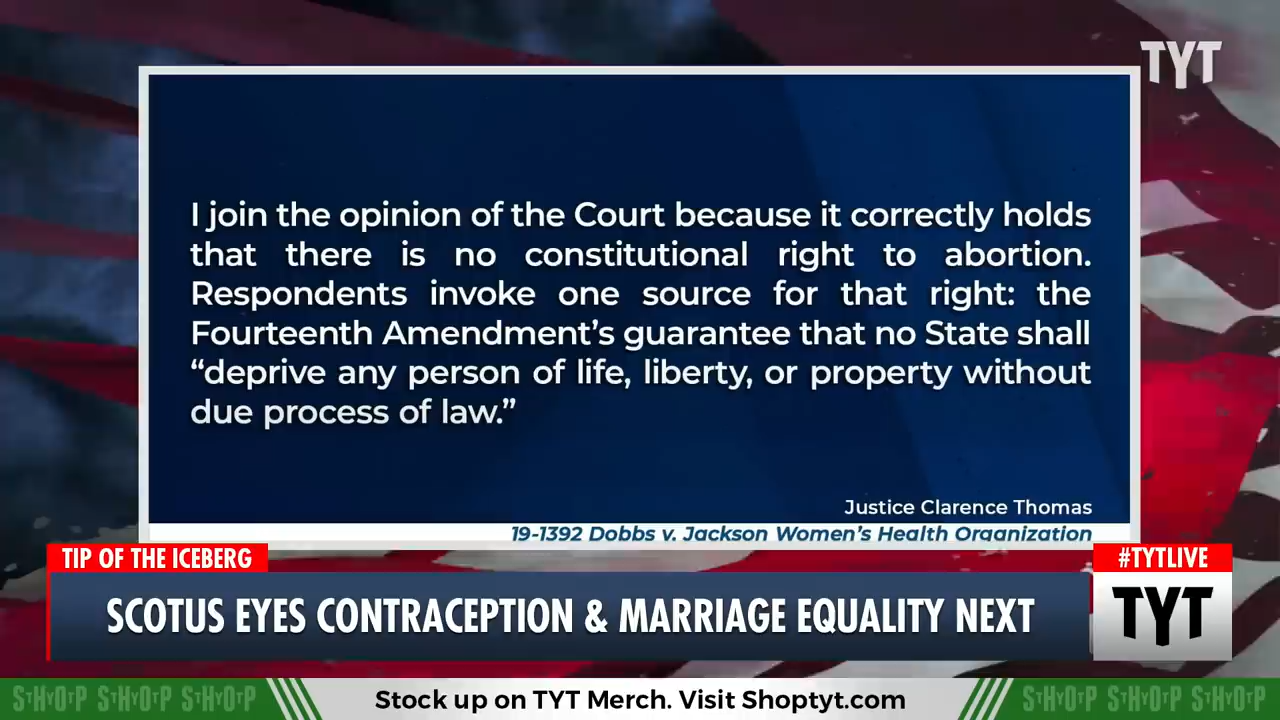 TYT
I join the opinion of the Court because it correctly holds
that there is no constitutional right to abortion.
Respondents invoke one source for that right: the
Fourteenth Amendment’s guarantee that no State shall
“deprive any person of life, liberty, or property without
due process of law.”
Justice Clarence Thomas
19-1392 Dobbs v. Jackson Women’s Health Organization
TIP OF THE ICEBERG
#TYTLIVE
SCOTUS EYES CONTRACEPTION & MARRIAGE EQUALITY NEXT
TYT
Stock up on TYT Merch. Visit Shoptyt.com